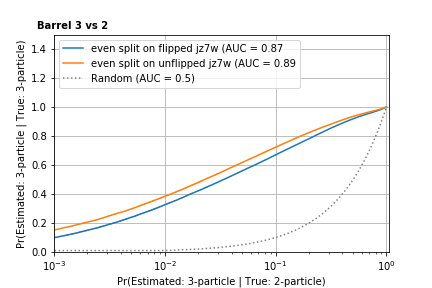 Barrel 3 vs 2
even split on flipped jz7w (AUC = 0.87
even split on unflipped jz7w (AUC = 0.89
Random (AUC = 0.5)
Pr(Estimated: 3-particle | True: 3-particle)
1.4
1.2
1.0
0.8
0.6
0.4
0.2
0.0
10⁻³
10⁻²
10⁻¹
10⁰
Pr(Estimated: 3-particle | True: 2-particle)